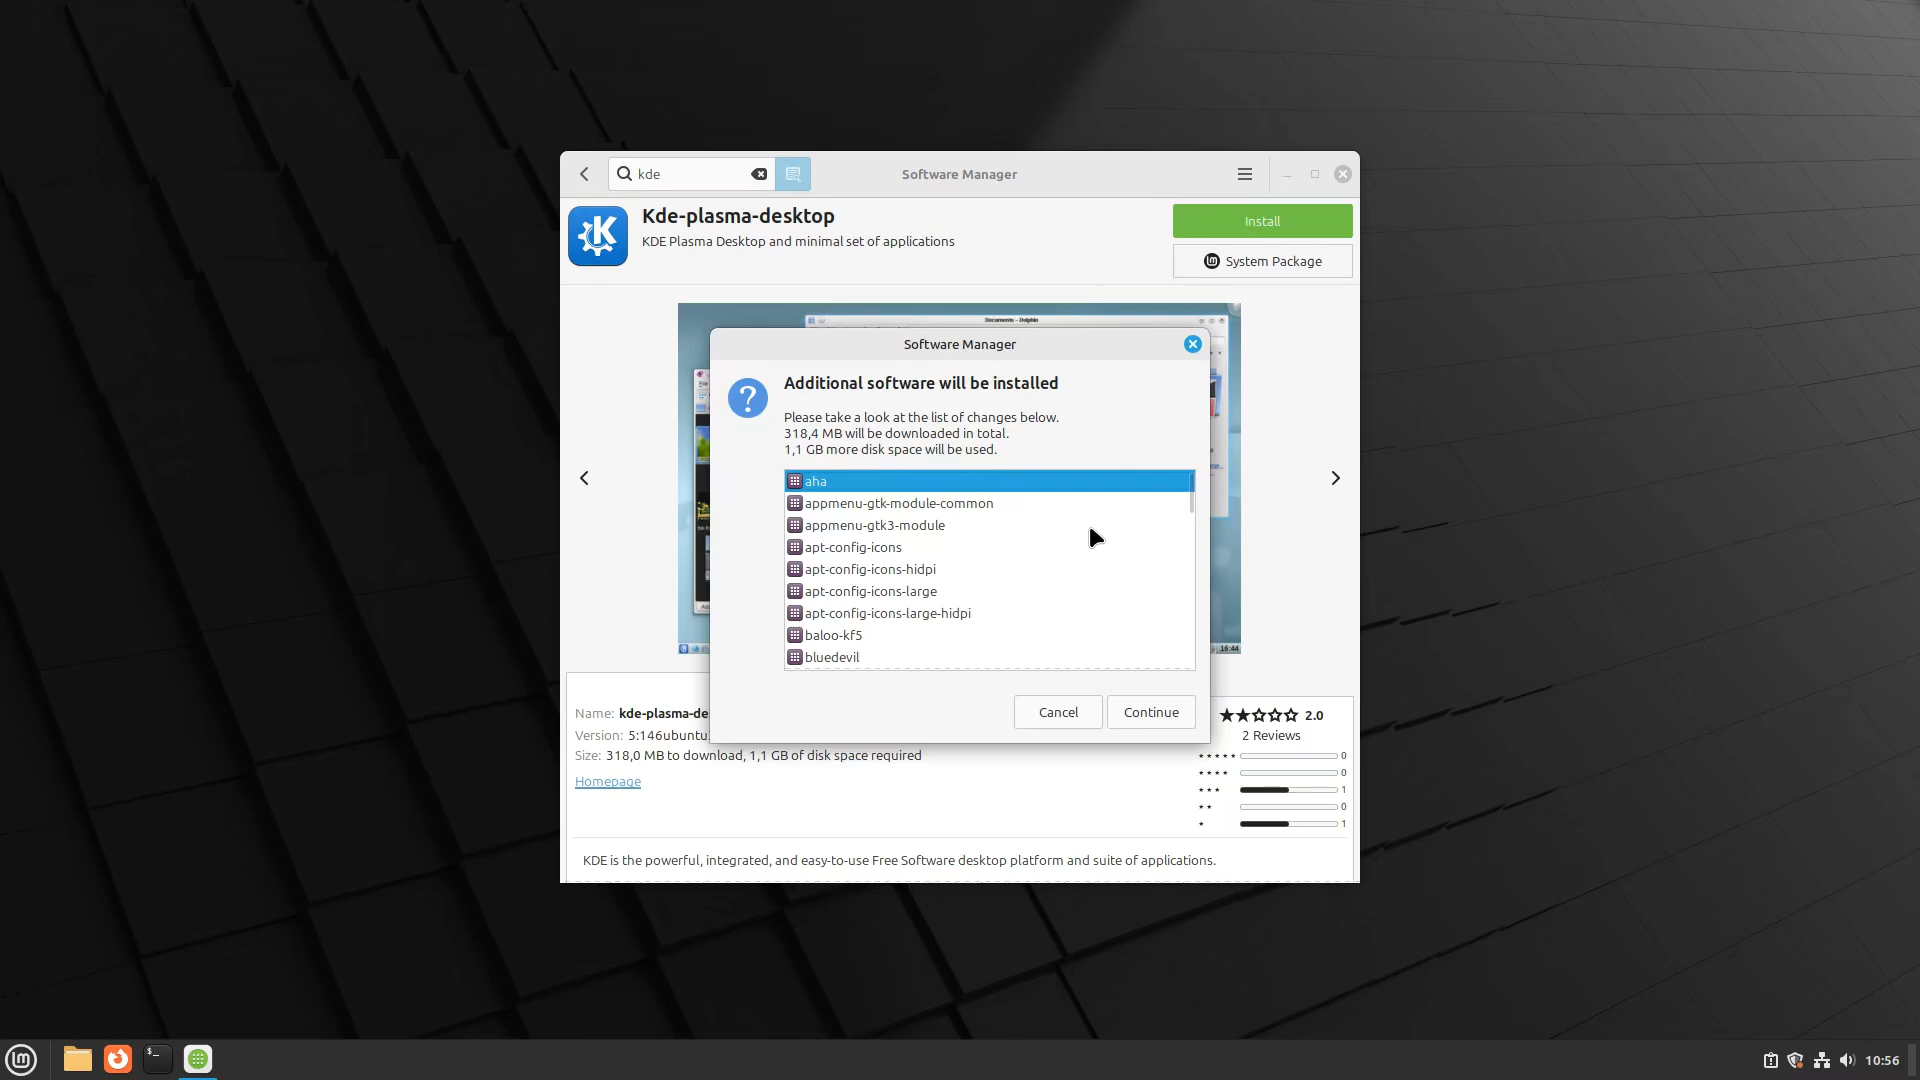 kde
Software Manager
Kde-plasma-desktop
KDE Plasma Desktop and minimal set of applications
Install
System Package
Documents – Dolphin
Software Manager
Additional software will be installed
Please take a look at the list of changes below.
318,4 MB will be downloaded in total.
1,1 GB more disk space will be used.
aha
appmenu-gtk-module-common
appmenu-gtk3-module
apt-config-icons
apt-config-icons-hidpi
apt-config-icons-large
apt-config-icons-large-hidpi
baloo-kf5
bluedevil
Cancel
Continue
16:44
Name: kde-plasma-de
Version: 5:146ubuntu
Size: 318,0 MB to download, 1,1 GB of disk space required
Homepage
2.0
2 Reviews
0
0
1
0
1
KDE is the powerful, integrated, and easy-to-use Free Software desktop platform and suite of applications.
10:56